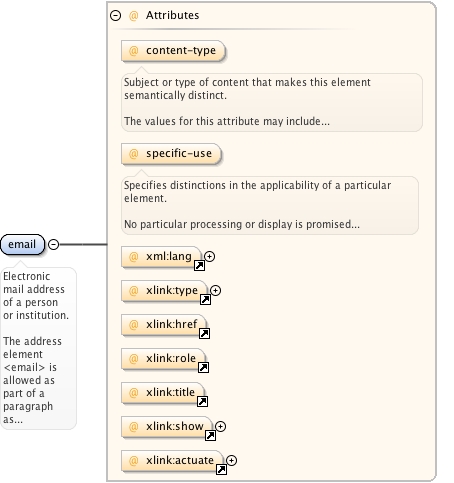 @ Attributes
@ content-type
Subject or type of content that makes this element
semantically distinct.
The values for this attribute may include...
@ specific-use
Specifies distinctions in the applicability of a particular
element.
No particular processing or display is promised...
email
Electronic
mail address
of a person
or institution.
The address
element
<email> is
allowed as
part of a
paragraph
as...
@ xml:lang
@ xlink:type
@ xlink:href
@ xlink:role
@ xlink:title
@ xlink:show
@ xlink:actuate